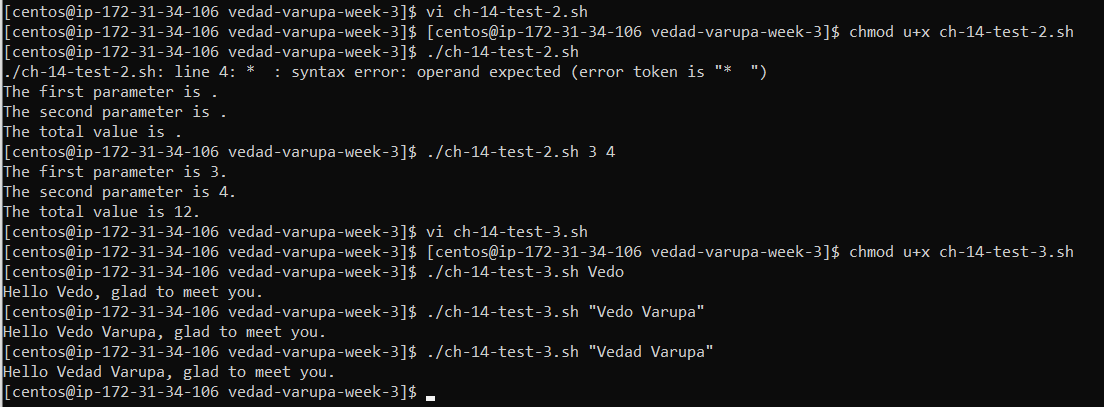 [centos@ip-172-31-34-106 vedad-varupa-week-3]$ vi ch-14-test-2.sh
[centos@ip-172-31-34-106 vedad-varupa-week-3]$ [centos@ip-172-31-34-106 vedad-varupa-week-3]$ chmod u+x ch-14-test-2.sh
[centos@ip-172-31-34-106 vedad-varupa-week-3]$ ./ch-14-test-2.sh
./ch-14-test-2.sh: line 4: *  : syntax error: operand expected (error token is "*  ")
The first parameter is .
The second parameter is .
The total value is .
[centos@ip-172-31-34-106 vedad-varupa-week-3]$ ./ch-14-test-2.sh 3 4
The first parameter is 3.
The second parameter is 4.
The total value is 12.
[centos@ip-172-31-34-106 vedad-varupa-week-3]$ vi ch-14-test-3.sh
[centos@ip-172-31-34-106 vedad-varupa-week-3]$ [centos@ip-172-31-34-106 vedad-varupa-week-3]$ chmod u+x ch-14-test-3.sh
[centos@ip-172-31-34-106 vedad-varupa-week-3]$ ./ch-14-test-3.sh Vedo
Hello Vedo, glad to meet you.
[centos@ip-172-31-34-106 vedad-varupa-week-3]$ ./ch-14-test-3.sh "Vedo Varupa"
Hello Vedo Varupa, glad to meet you.
[centos@ip-172-31-34-106 vedad-varupa-week-3]$ ./ch-14-test-3.sh "Vedad Varupa"
Hello Vedad Varupa, glad to meet you.
[centos@ip-172-31-34-106 vedad-varupa-week-3]$